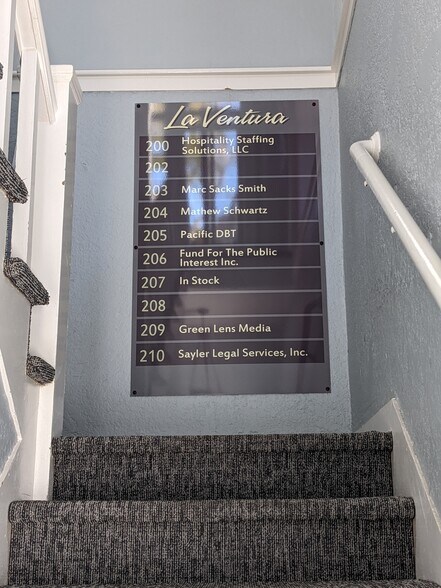 La Ventura
200 Hospitality Staffing
Solutions, LLC
202
203 Marc Sacks Smith
204 Mathew Schwartz
205 Pacific DBT
206 Fund For The Public
Interest Inc.
207 In Stock
208
209 Green Lens Media
210 Sayler Legal Services, Inc.